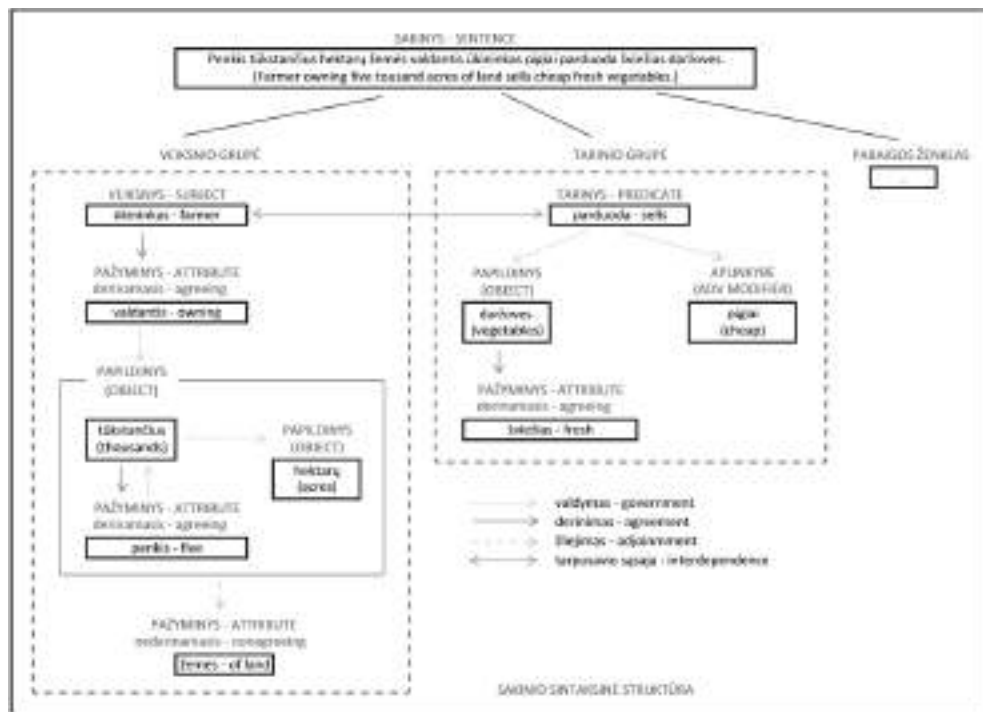 SAKINYS - SENTENCE
Penkis tūkstančius hektarų žemės valdantis ūkininkas pigiai parduoda šviežias daržoves.
(Farmer owning five tousand acres of land sells cheap fresh vegetables.)
VEIKSNIO GRUPĖ
TARINIO GRUPĖ
PABAIGOS ŽENKLAS
.
VEIKSNYS - SUBJECT
ūkininkas - farmer
TARINYS - PREDICATE
parduoda - sells
PAŽYMINYS - ATTRIBUTE
derinamasis - agreeing
valdantis - owning
PAPILDINYS
(OBJECT)
daržoves
(vegetables)
APLINKYBĖ
(ADV. MODIFIER)
pigiai
(cheap)
PAŽYMINYS - ATTRIBUTE
derinamasis - agreeing
šviežias - fresh
PAPILDINYS
(OBJECT)
tūkstančius
(thousands)
PAPILDINYS
(OBJECT)
hektarų
(acres)
PAŽYMINYS - ATTRIBUTE
derinamasis - agreeing
penkis - five
PAŽYMINYS - ATTRIBUTE
nederinamasis - nonagreeing
žemės - of land
valdymas - government
derinimas - agreement
šliejimas - adjoinment
tarpusavio sąsaja - interdependence
SAKINIO SINTAKSINĖ STRUKTŪRA